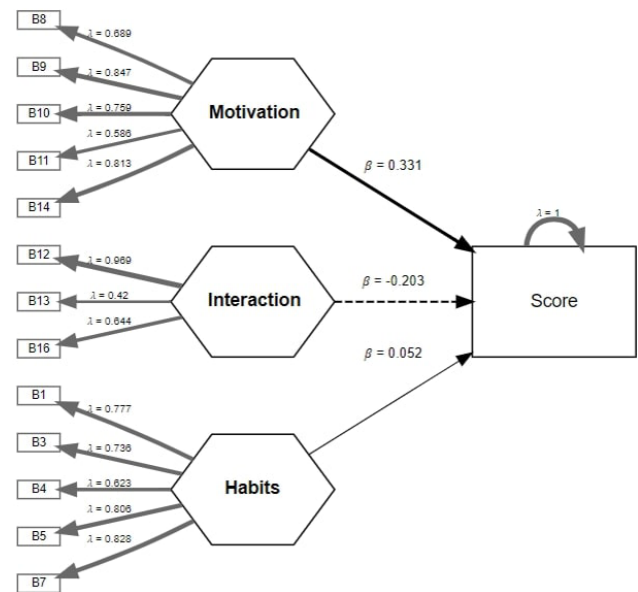 B8
λ = 0.689
B9
λ = 0.847
B10
λ = 0.759
B11
λ = 0.586
B14
λ = 0.813
Motivation
β = 0.331
B12
λ = 0.969
B13
λ = 0.42
B16
λ = 0.644
Interaction
β = -0.203
B1
λ = 0.777
B3
λ = 0.736
B4
λ = 0.623
B5
λ = 0.806
B7
λ = 0.828
Habits
β = 0.052
λ = 1
Score